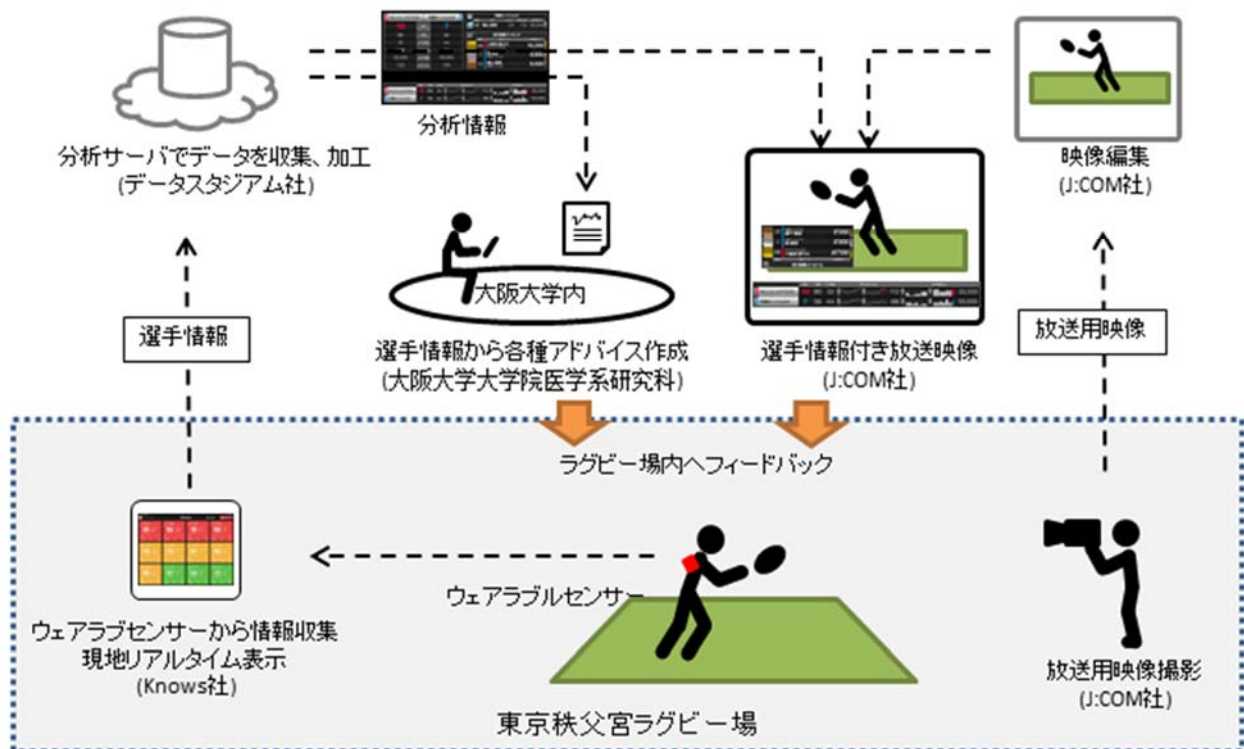 分析情報
分析サーバでデータを収集、加工
(データスタジアム社)
映像編集
(J:COM社)
大阪大学内
選手情報
放送用映像
選手情報から各種アドバイス作成
(大阪大学大学院医学系研究科)
選手情報付き放送映像
(J:COM社)
ラグビー場内へフィードバック
ウェアラブルセンサー
ウェアラブセンサーから情報収集
現地リアルタイム表示
(Knows社)
放送用映像撮影
(J:COM社)
東京秩父宮ラグビー場